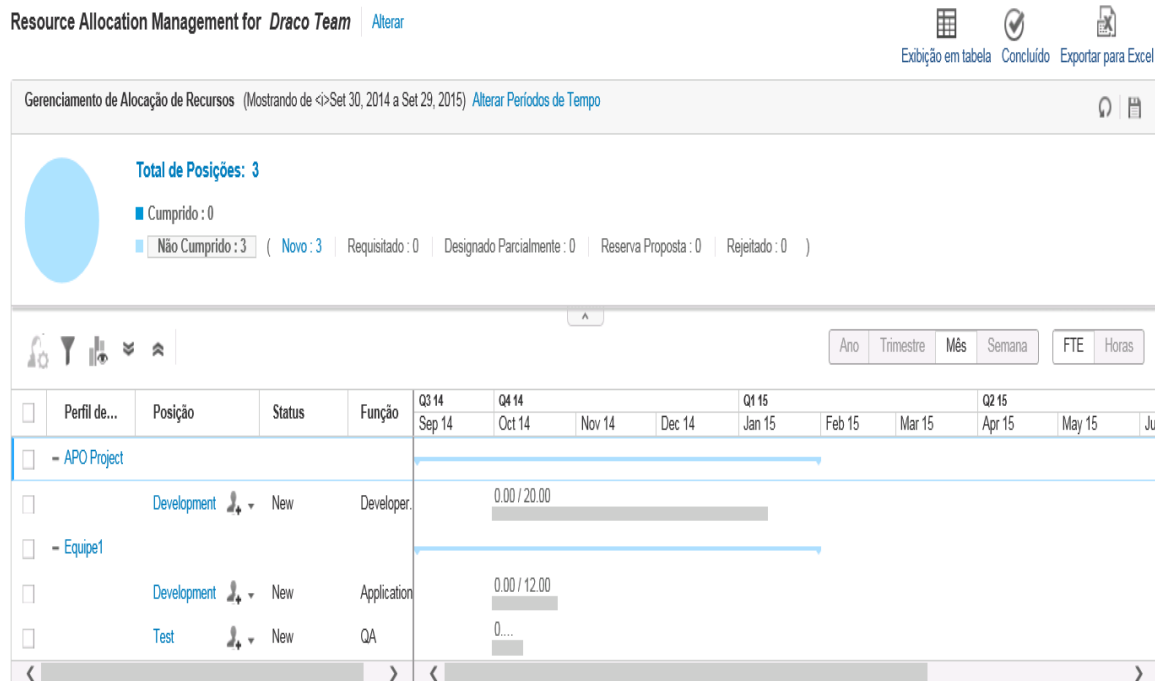 Resource Allocation Management for Draco Team Alterar
Exibição em tabela Concluído Exportar para Excel
Gerenciamento de Alocação de Recursos (Mostrando de <i>Set 30, 2014 a Set 29, 2015) Alterar Períodos de Tempo
Total de Posições: 3
Cumprido : 0
Não Cumprido : 3 ( Novo : 3 Requisitado : 0 Designado Parcialmente : 0 Reserva Proposta : 0 Rejeitado : 0 )
Ano Trimestre Mês Semana FTE Horas
Perfil de... Posição Status Função
Q3 14 Q4 14 Q1 15 Q2 15
Sep 14 Oct 14 Nov 14 Dec 14 Jan 15 Feb 15 Mar 15 Apr 15 May 15 Ju
APO Project
Development New Developer. 0.00 / 20.00
Equipe1
Development New Application 0.00 / 12.00
Test New QA 0....